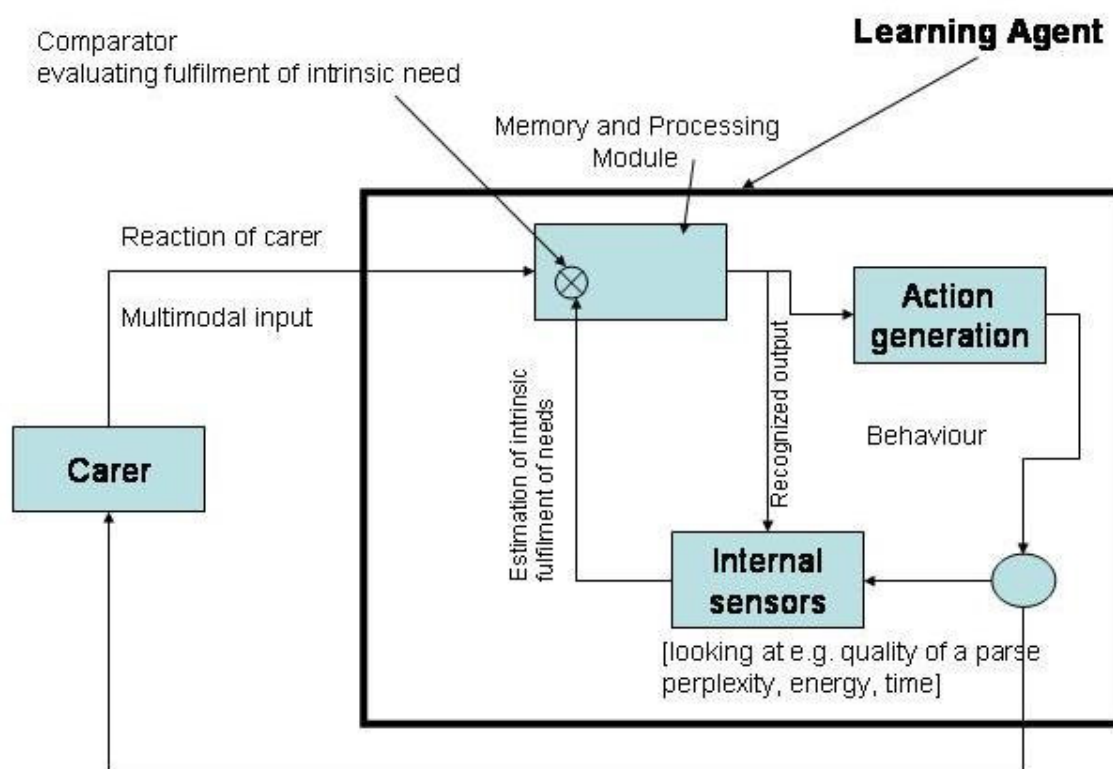 Learning Agent
Comparator
evaluating fulfilment of intrinsic need
Memory and Processing
Module
Reaction of carer
Multimodal input
Action
generation
Carer
Behaviour
Estimation of intrinsic
fulfilment of needs
Recognized output
Internal
sensors
[looking at e.g. quality of a parse
perplexity, energy, time]